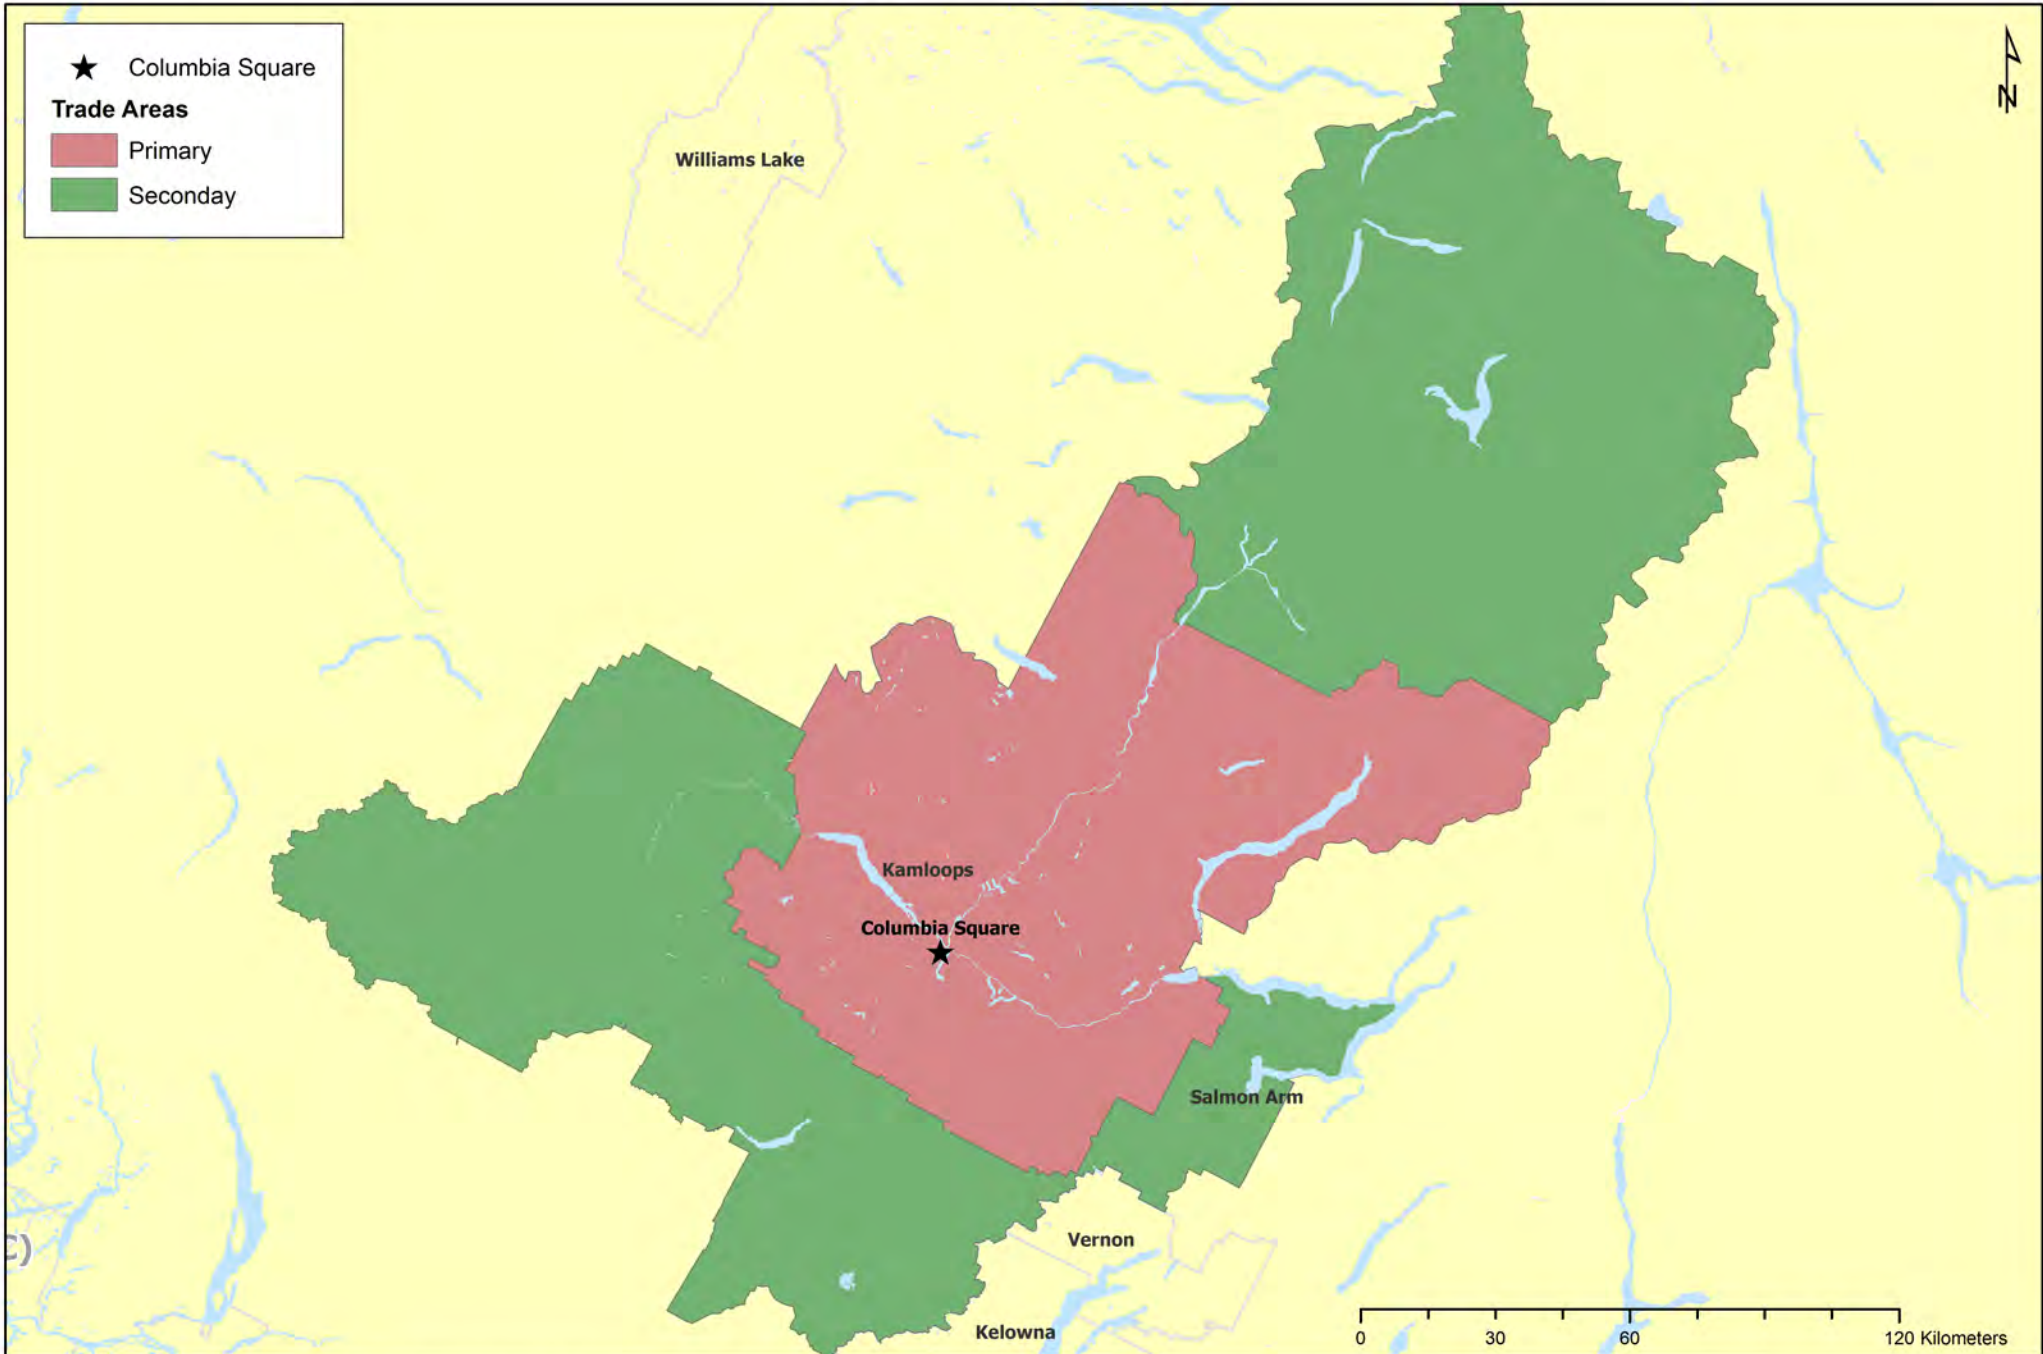 Columbia Square
Trade Areas
Primary
Seconday
N
Williams Lake
Kamloops
Columbia Square
Salmon Arm
Vernon
C)
Kelowna
0 30 60 120 Kilometers